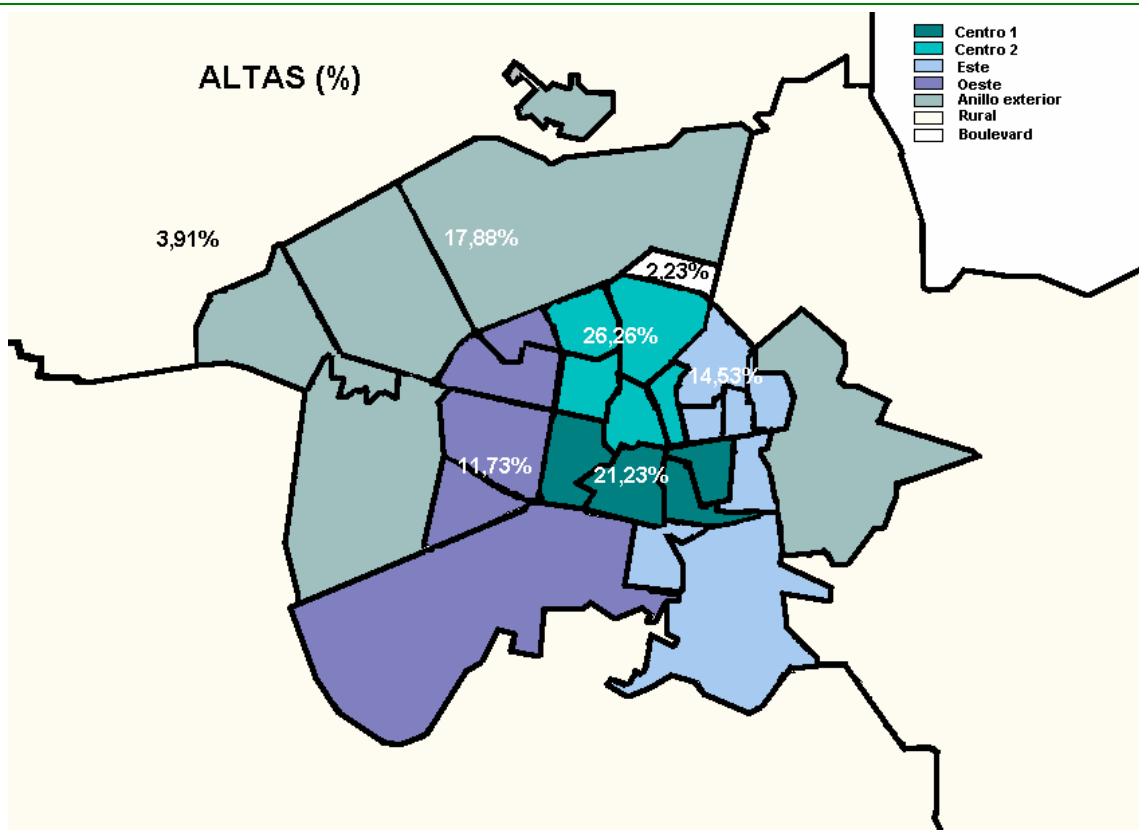 ALTAS (%)
Centro 1
Centro 2
Este
Oeste
Anillo exterior
Rural
Boulevard
3,91%
17,88%
2,23%
26,26%
14,53%
11,73%
21,23%